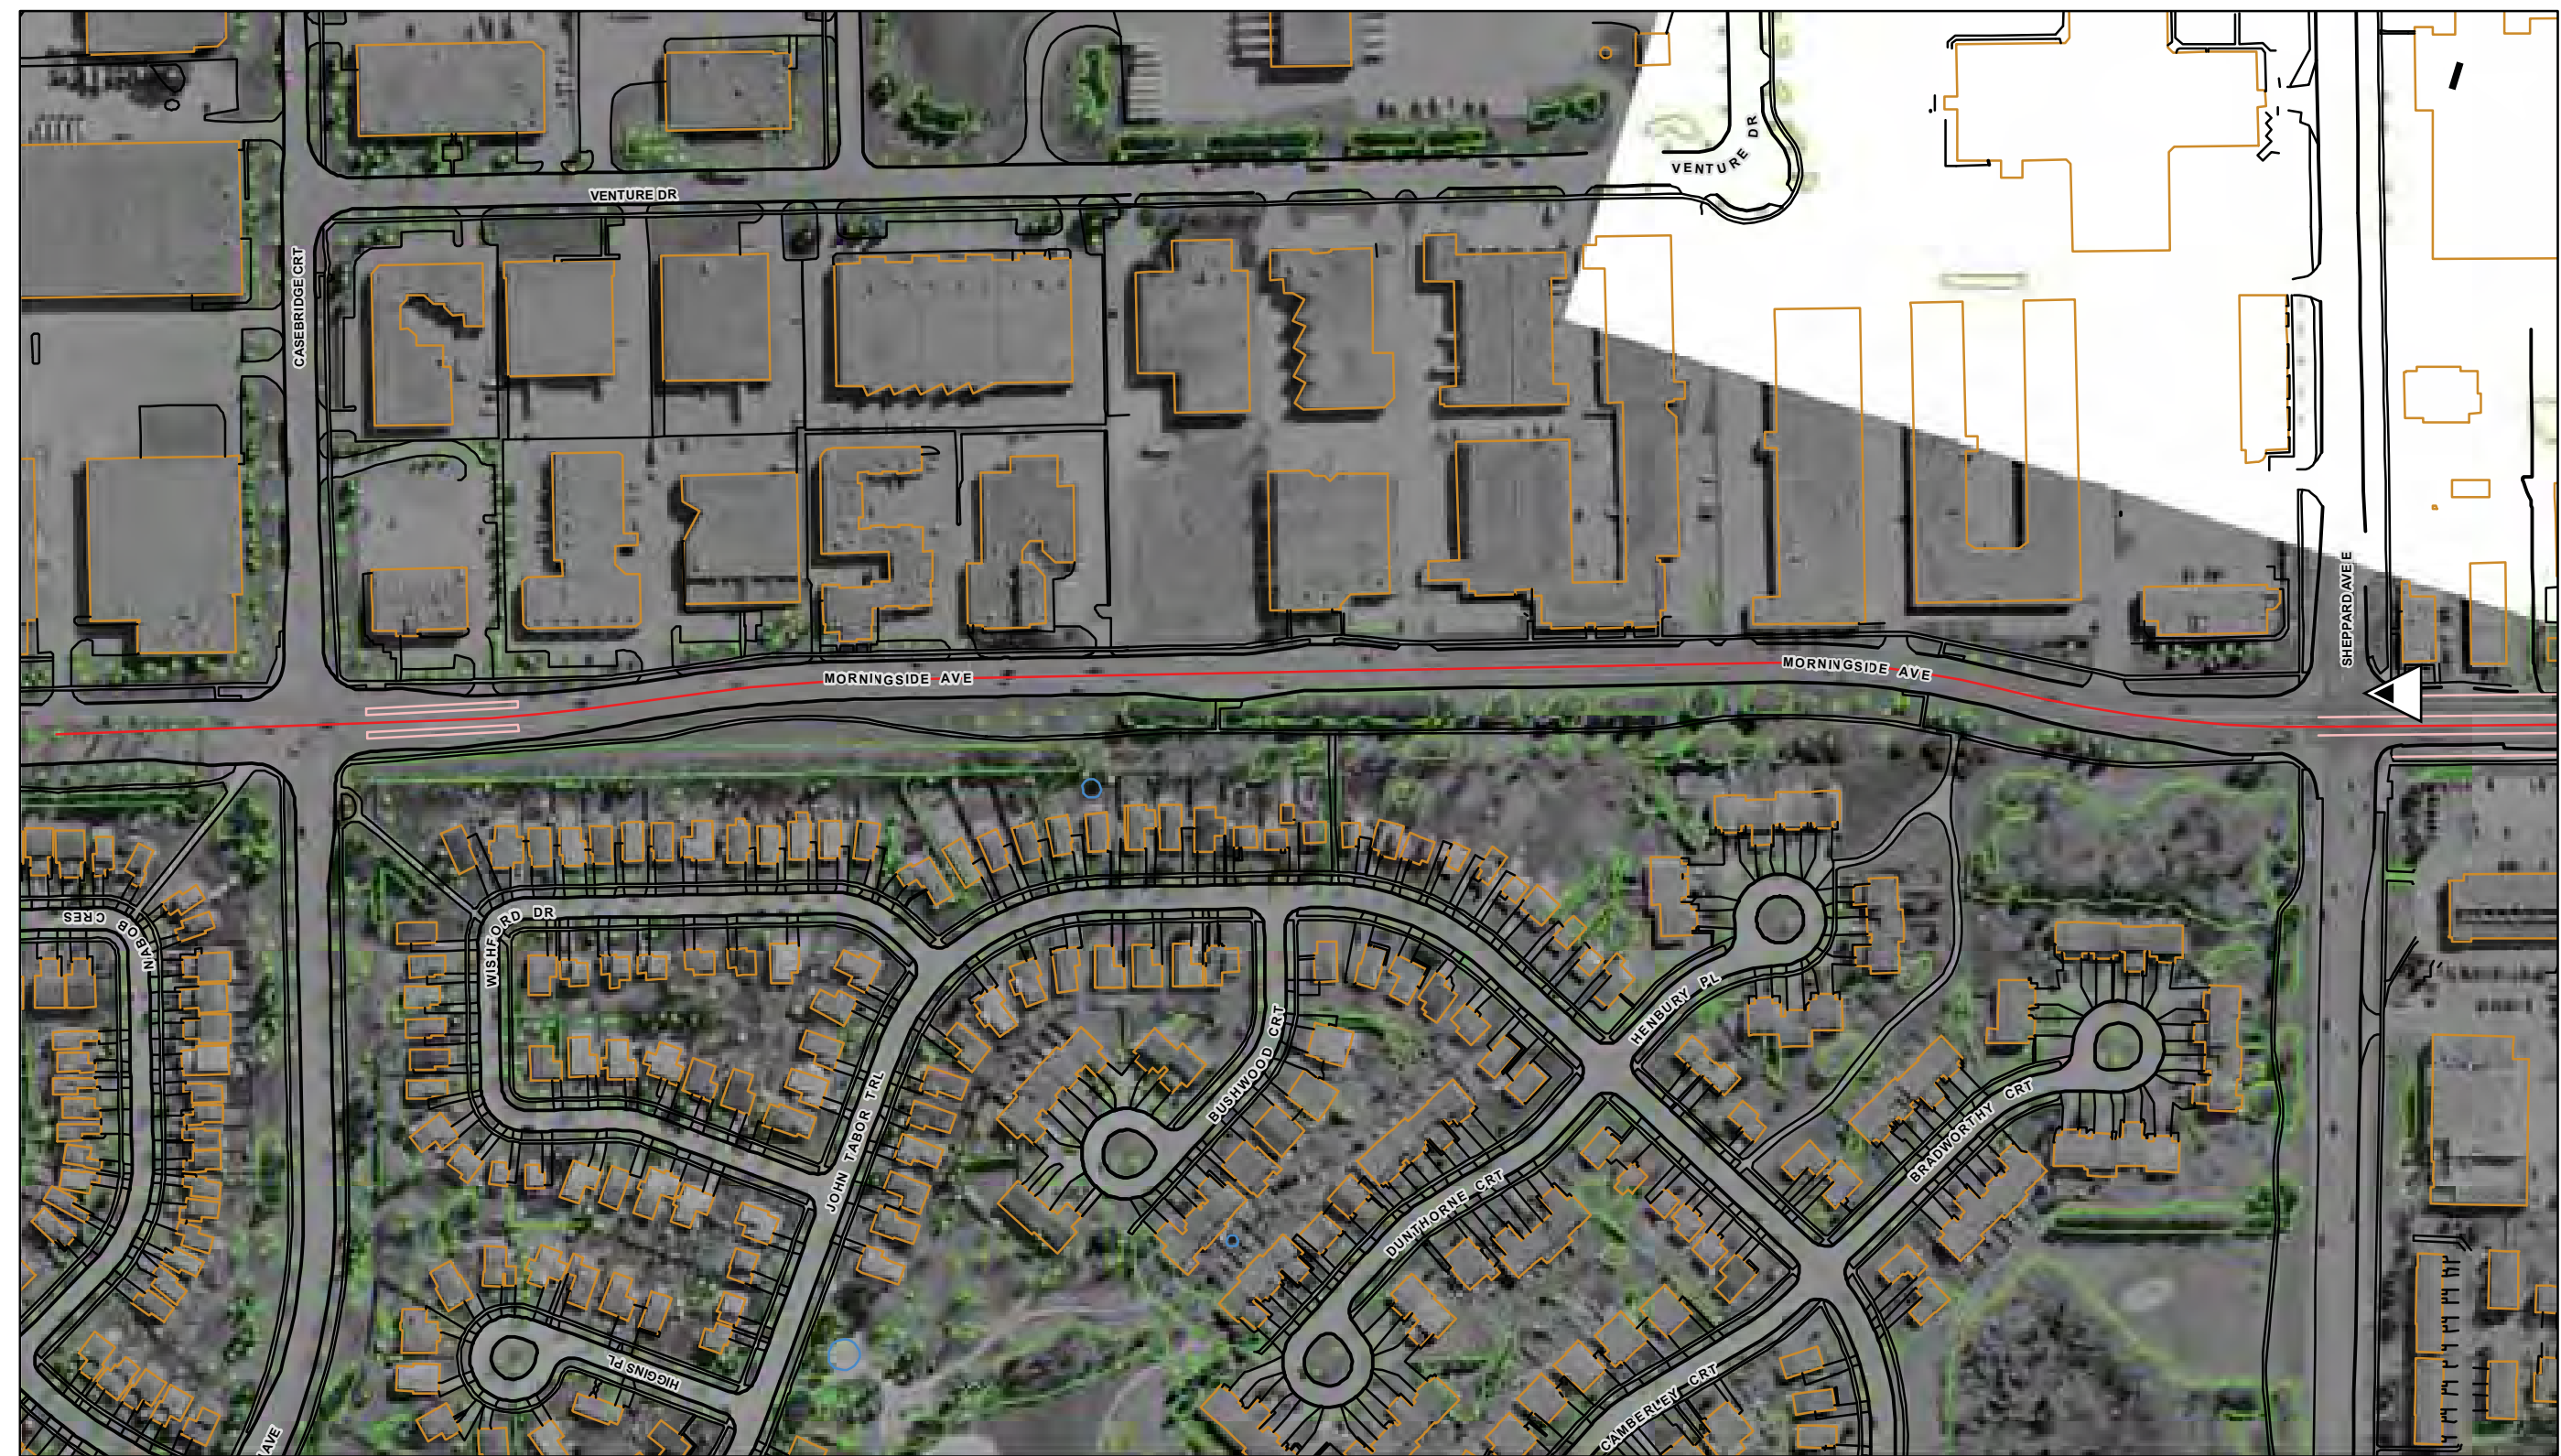 VENTURE DR
VENTURE DR
CASEBRIDGE CRT
SHEPPARD AVE E
MORNINGSIDE AVE
MORNINGSIDE AVE
WISHFORD DR
NABOB CRES
HENBURY PL
BUSHWOOD CRT
JOHN TABOR TRL
BRADWORTHY CRT
DUNTHORNE CRT
HIGGINS PL
CAMBERLEY CRT
AVE